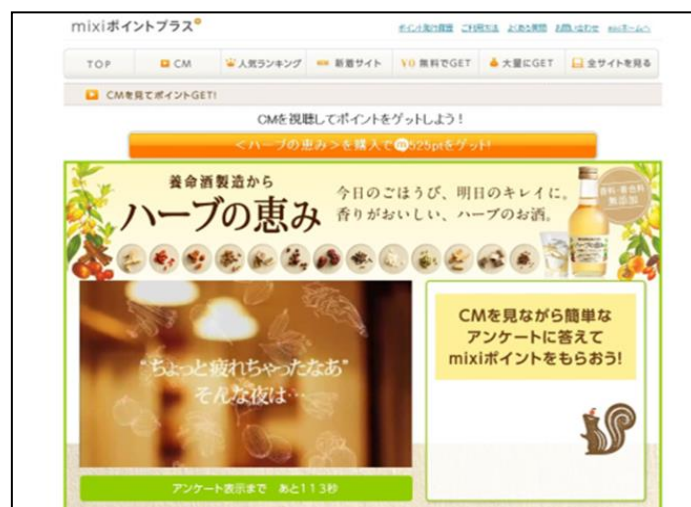 mixiポイントプラス
ポイント発行履歴 ご利用方法 よくある質問 お問い合わせ mixiホームへ
TOP CM 人気ランキング NEW 新着サイト ¥0 無料でGET 大量にGET 全サイトを見る
CMを見てポイントGET!
CMを視聴してポイントをゲットしよう!
<ハーブの恵み>を購入で525ptをゲット!
養命酒製造から
ハーブの恵み
今日のごほうび、明日のキレイに。
香りがおいしい、ハーブのお酒。
香料・着色料
無添加
ハーブの恵み
“ちょっと疲れちゃったなあ”
そんな夜は…
CMを見ながら簡単な
アンケートに答えて
mixiポイントをもらおう!
アンケート表示まで あと113秒